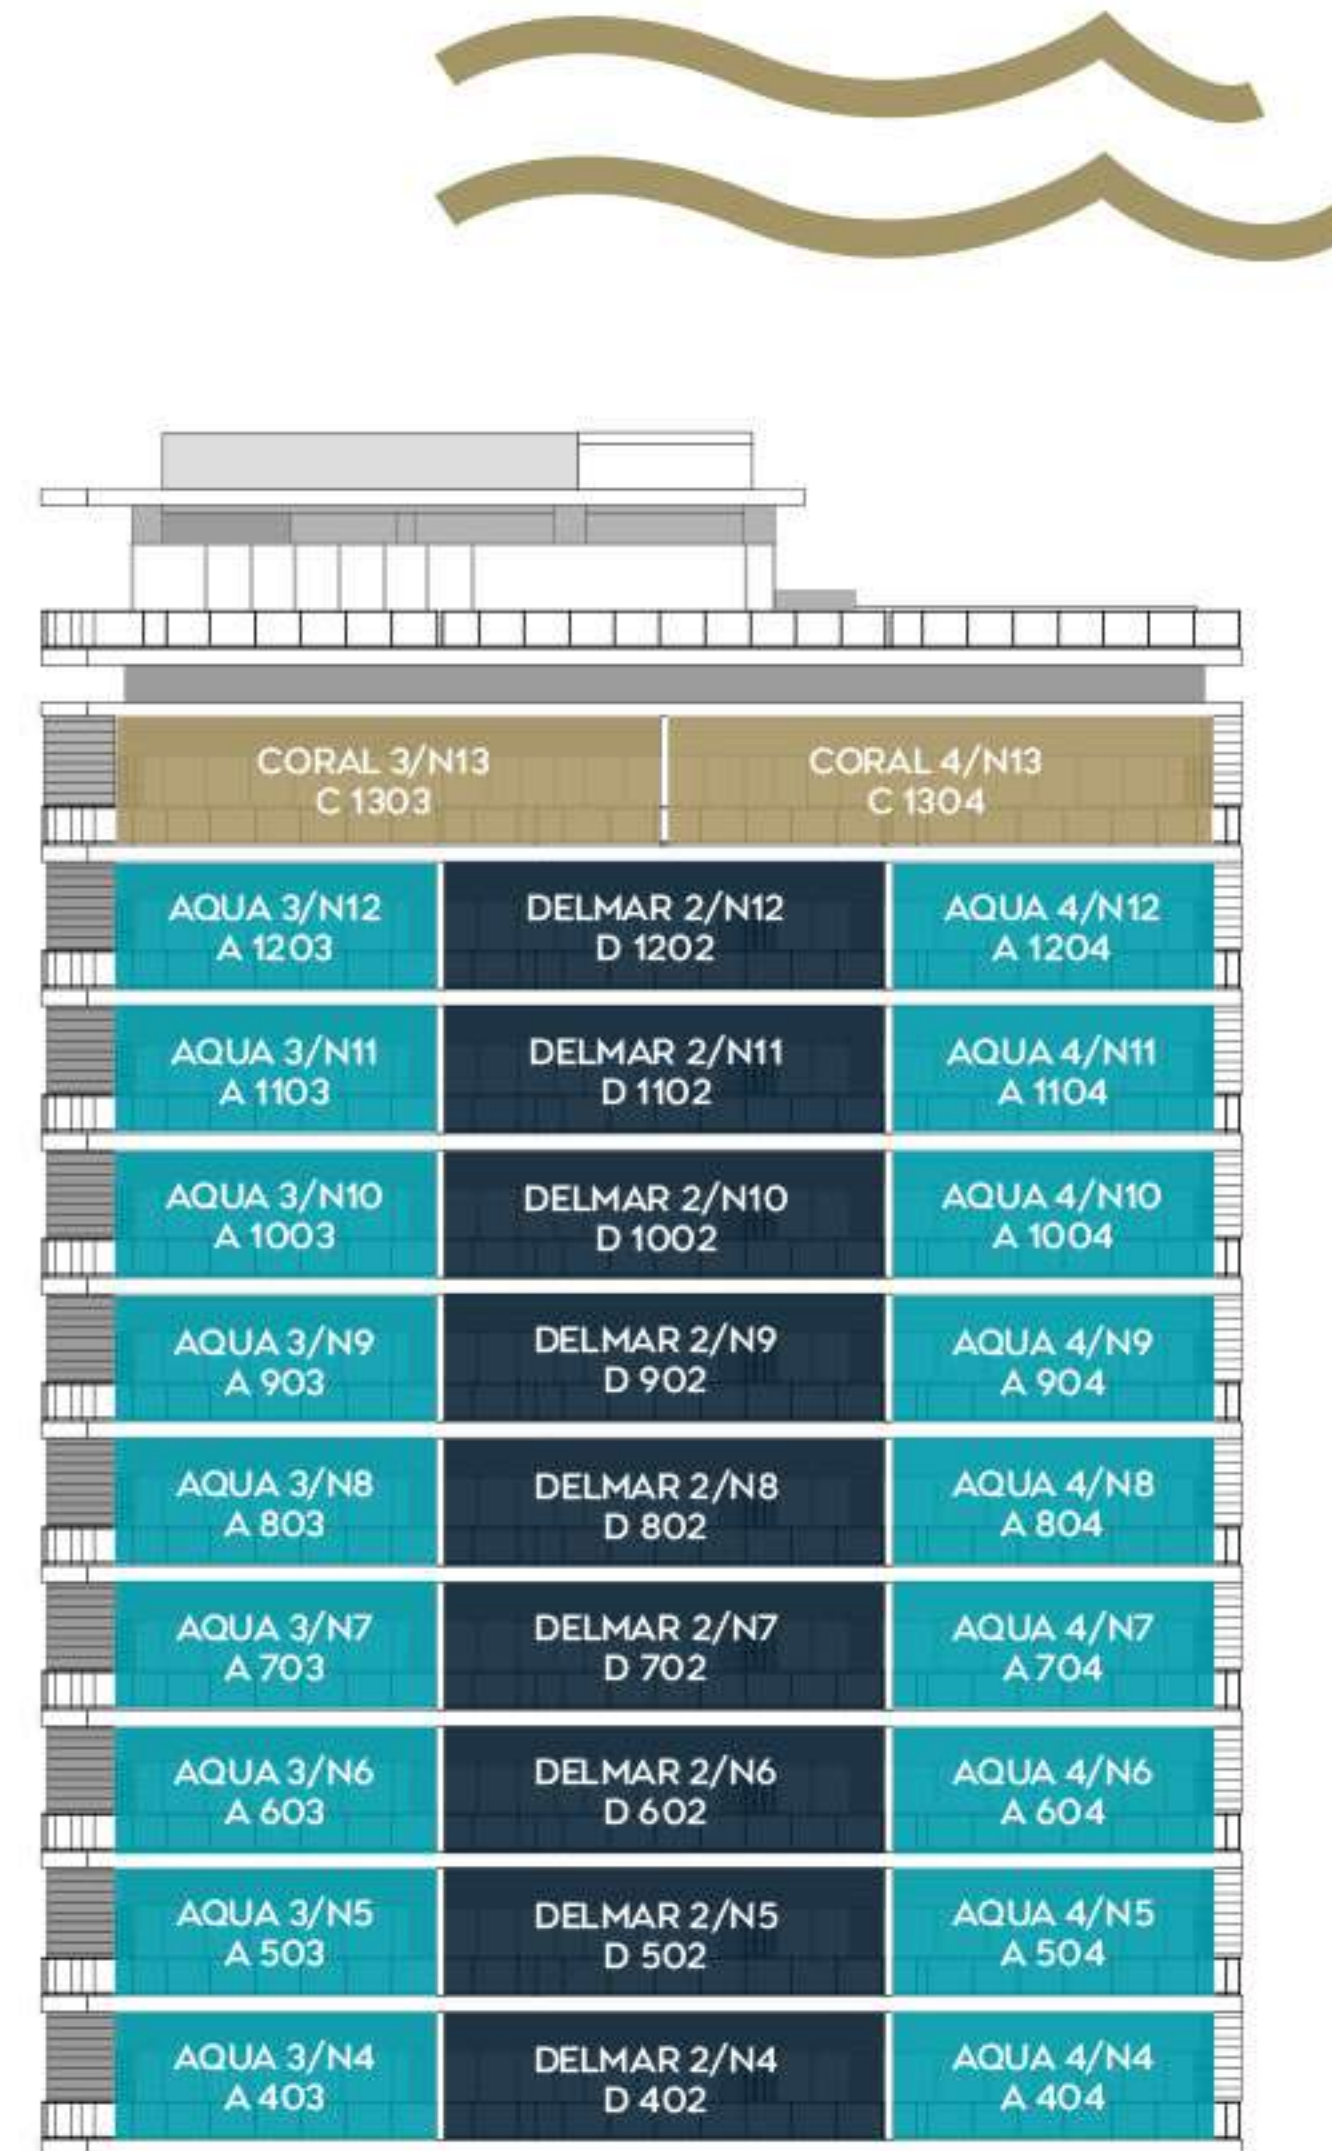 CORAL 3/N13
C 1303
CORAL 4/N13
C 1304
AQUA 3/N12
A 1203
DELMAR 2/N12
D 1202
AQUA 4/N12
A 1204
AQUA 3/N11
A 1103
DELMAR 2/N11
D 1102
AQUA 4/N11
A 1104
AQUA 3/N10
A 1003
DELMAR 2/N10
D 1002
AQUA 4/N10
A 1004
AQUA 3/N9
A 903
DELMAR 2/N9
D 902
AQUA 4/N9
A 904
AQUA 3/N8
A 803
DELMAR 2/N8
D 802
AQUA 4/N8
A 804
AQUA 3/N7
A 703
DELMAR 2/N7
D 702
AQUA 4/N7
A 704
AQUA 3/N6
A 603
DELMAR 2/N6
D 602
AQUA 4/N6
A 604
AQUA 3/N5
A 503
DELMAR 2/N5
D 502
AQUA 4/N5
A 504
AQUA 3/N4
A 403
DELMAR 2/N4
D 402
AQUA 4/N4
A 404